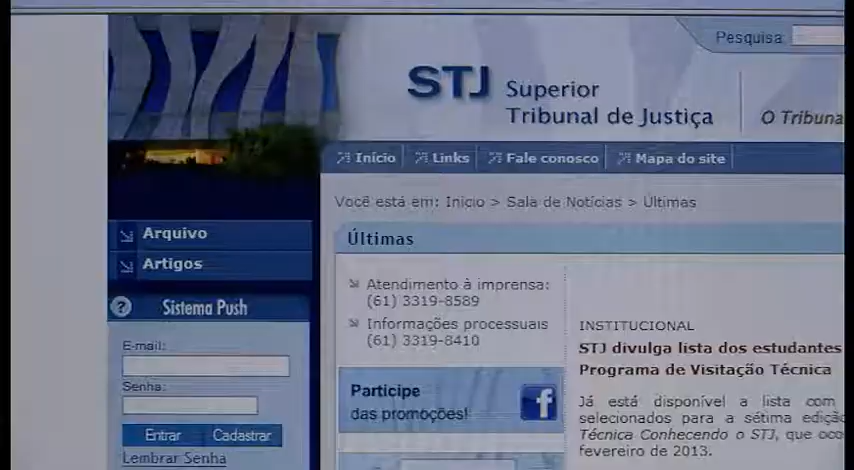 Pesquisa:
STJ Superior
Tribunal de Justiça
O Tribuna
Início Links Fale conosco Mapa do site
Você está em: Início > Sala de Notícias > Últimas
Arquivo
Artigos
Sistema Push
E-mail:
Senha:
Entrar Cadastrar
Lembrar Senha
Últimas
Atendimento à imprensa:
(61) 3319-8589
Informações processuais
(61) 3319-8410
Participe
das promoções!
f
INSTITUCIONAL
STJ divulga lista dos estudantes
Programa de Visitação Técnica
Já está disponível a lista com
selecionados para a sétima ediçã
Técnica Conhecendo o STJ, que oco
fevereiro de 2013.